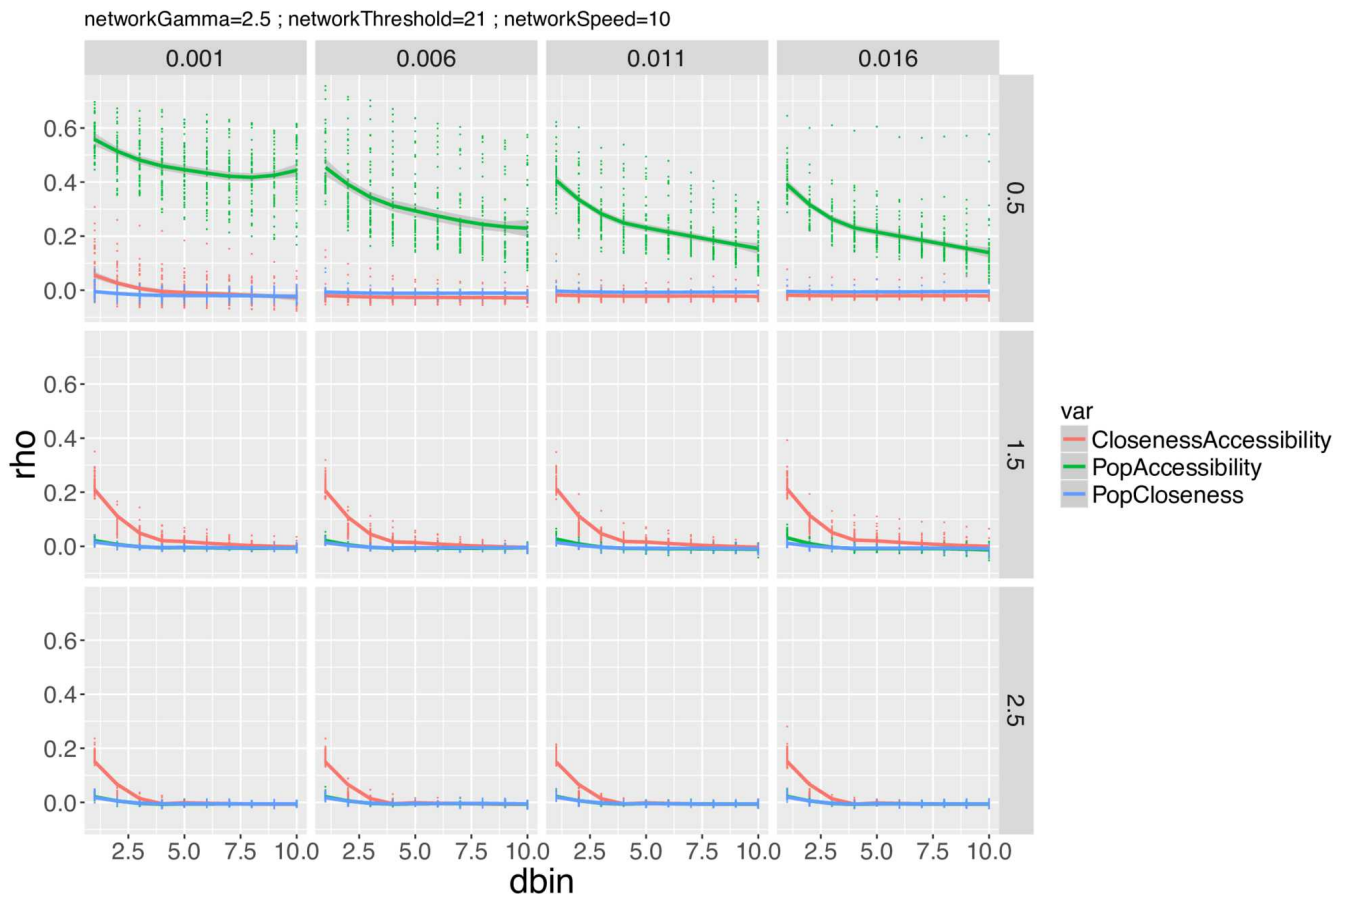 networkGamma=2.5 ; networkThreshold=21 ; networkSpeed=10
0.001 0.006 0.011 0.016
0.6
0.4
0.2
0.0
0.5
rho
0.6
0.4
0.2
0.0
1.5
0.6
0.4
0.2
0.0
2.5
var
ClosenessAccessibility
PopAccessibility
PopCloseness
2.5 5.0 7.5 10.0 2.5 5.0 7.5 10.0 2.5 5.0 7.5 10.0 2.5 5.0 7.5 10.0
dbin